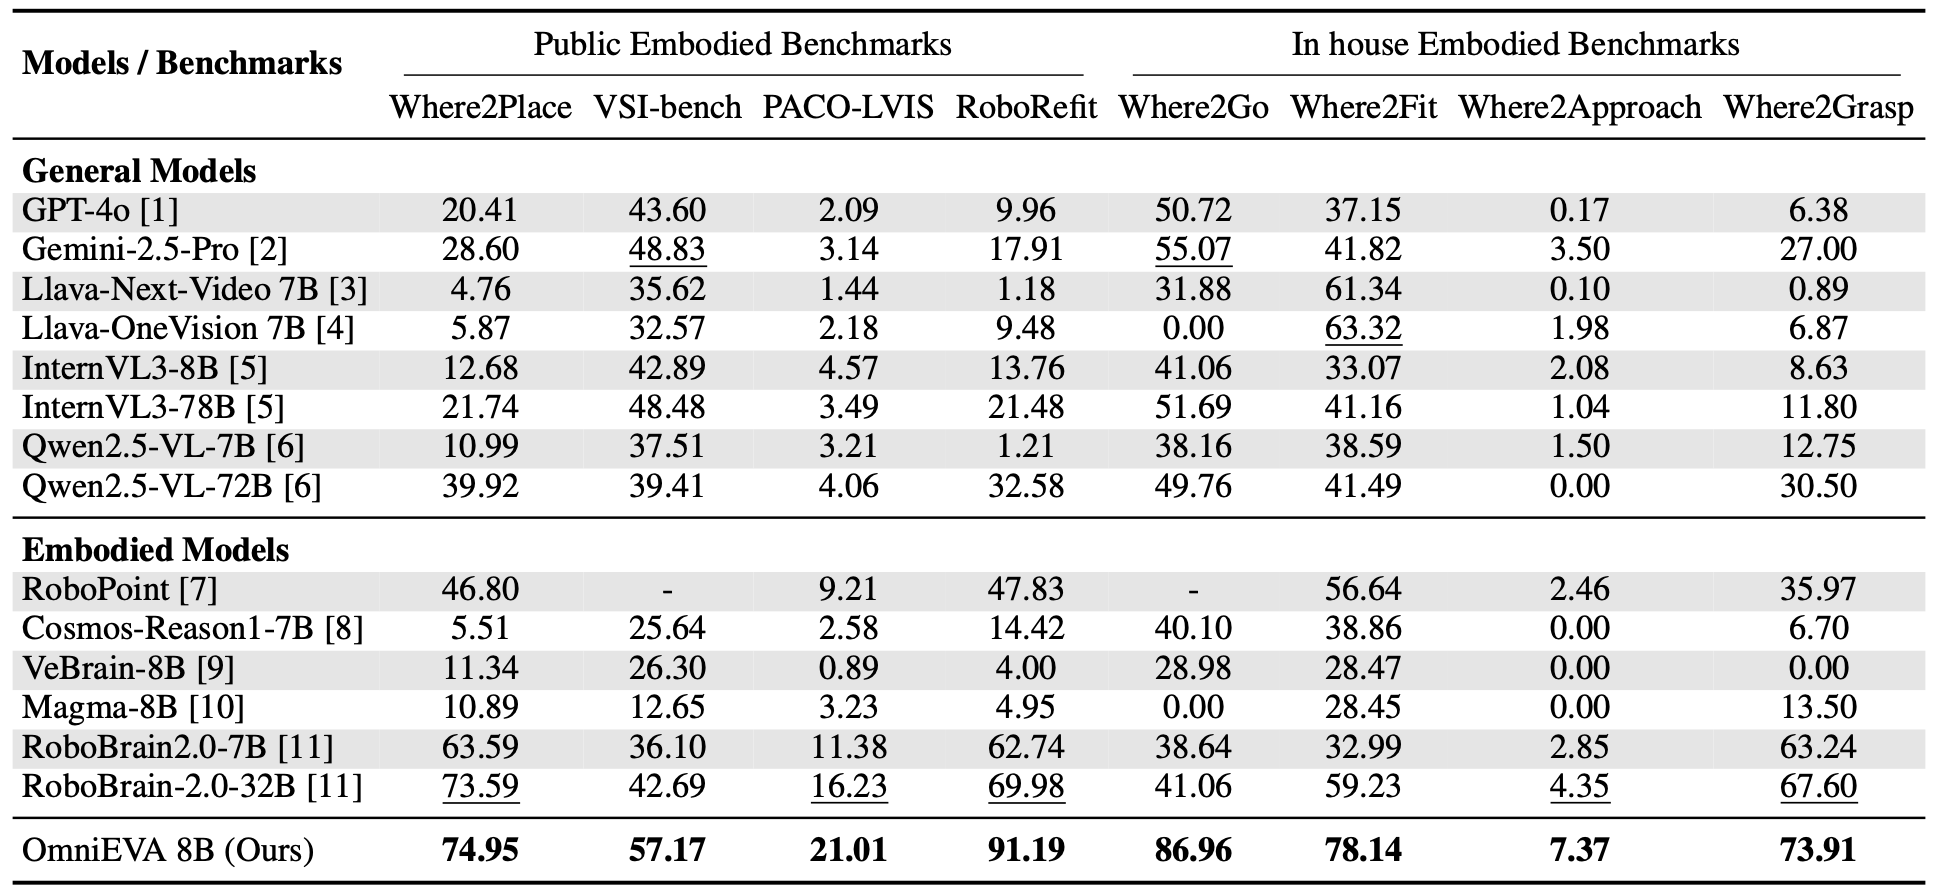 Models / Benchmarks Public Embodied Benchmarks In house Embodied Benchmarks
Where2Place VSI-bench PACO-LVIS RoboRefit Where2Go Where2Fit Where2Approach Where2Grasp
General Models
GPT-4o [1] 20.41 43.60 2.09 9.96 50.72 37.15 0.17 6.38
Gemini-2.5-Pro [2] 28.60 48.83 3.14 17.91 55.07 41.82 3.50 27.00
Llava-Next-Video 7B [3] 4.76 35.62 1.44 1.18 31.88 61.34 0.10 0.89
Llava-OneVision 7B [4] 5.87 32.57 2.18 9.48 0.00 63.32 1.98 6.87
InternVL3-8B [5] 12.68 42.89 4.57 13.76 41.06 33.07 2.08 8.63
InternVL3-78B [5] 21.74 48.48 3.49 21.48 51.69 41.16 1.04 11.80
Qwen2.5-VL-7B [6] 10.99 37.51 3.21 1.21 38.16 38.59 1.50 12.75
Qwen2.5-VL-72B [6] 39.92 39.41 4.06 32.58 49.76 41.49 0.00 30.50
Embodied Models
RoboPoint [7] 46.80 - 9.21 47.83 - 56.64 2.46 35.97
Cosmos-Reason1-7B [8] 5.51 25.64 2.58 14.42 40.10 38.86 0.00 6.70
VeBrain-8B [9] 11.34 26.30 0.89 4.00 28.98 28.47 0.00 0.00
Magma-8B [10] 10.89 12.65 3.23 4.95 0.00 28.45 0.00 13.50
RoboBrain2.0-7B [11] 63.59 36.10 11.38 62.74 38.64 32.99 2.85 63.24
RoboBrain-2.0-32B [11] 73.59 42.69 16.23 69.98 41.06 59.23 4.35 67.60
OmniEVA 8B (Ours) 74.95 57.17 21.01 91.19 86.96 78.14 7.37 73.91